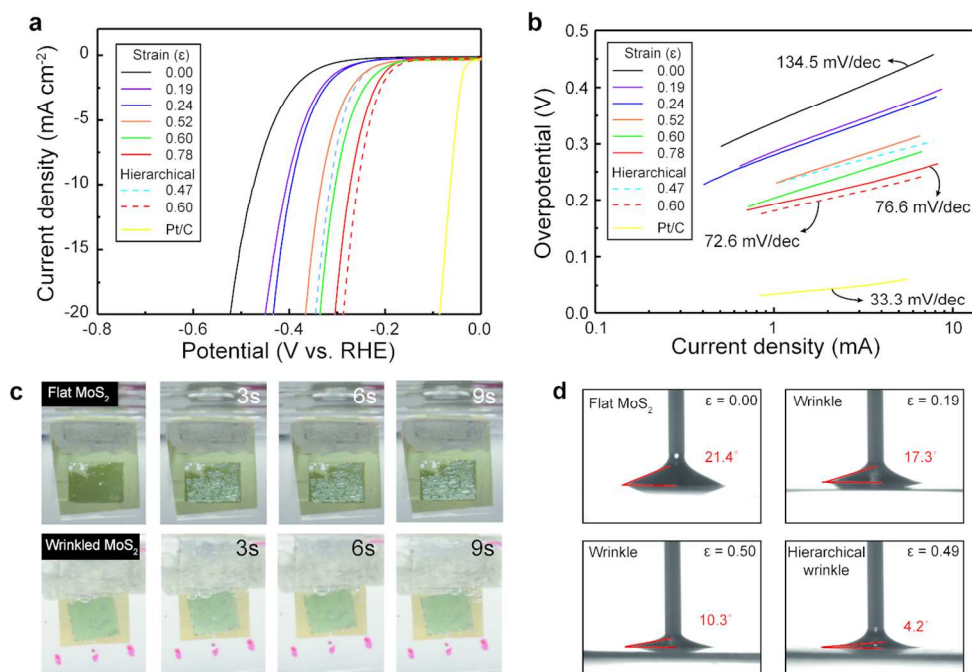 a
Current density (mA cm⁻²)
0
-5
-10
-15
-20
-0.8
-0.6
-0.4
-0.2
0.0
Potential (V vs. RHE)
Strain (ε)
0.00
0.19
0.24
0.52
0.60
0.78
Hierarchical
0.47
0.60
Pt/C
b
Overpotential (V)
0.5
0.4
0.3
0.2
0.1
0.0
0.1
1
10
Current density (mA)
Strain (ε)
0.00
0.19
0.24
0.52
0.60
0.78
Hierarchical
0.47
0.60
Pt/C
134.5 mV/dec
76.6 mV/dec
72.6 mV/dec
33.3 mV/dec
c
Flat MoS₂
3s
6s
9s
Wrinkled MoS₂
3s
6s
9s
d
Flat MoS₂
ε = 0.00
21.4°
Wrinkle
ε = 0.19
17.3°
Wrinkle
ε = 0.50
10.3°
Hierarchical
wrinkle
ε = 0.49
4.2°